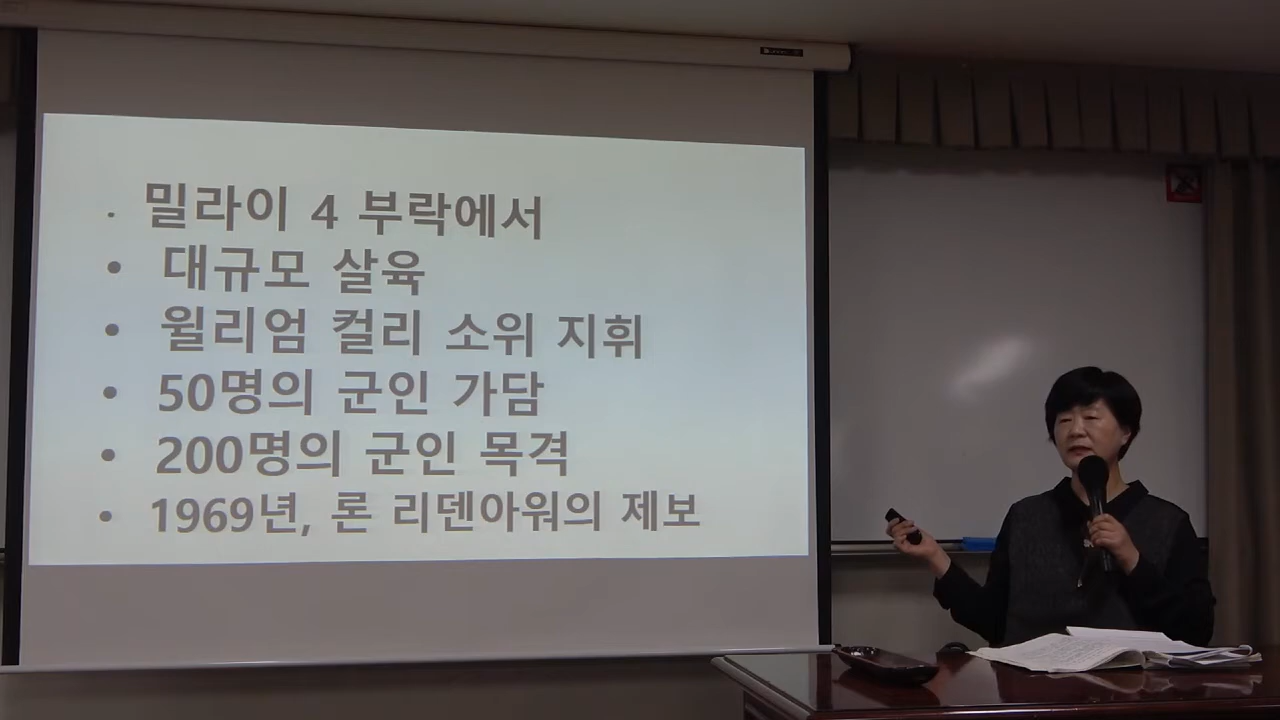 · 밀라이 4 부락에서
• 대규모 살육
• 윌리엄 컬리 소위 지휘
• 50명의 군인 가담
• 200명의 군인 목격
• 1969년, 론 리덴아워의 제보